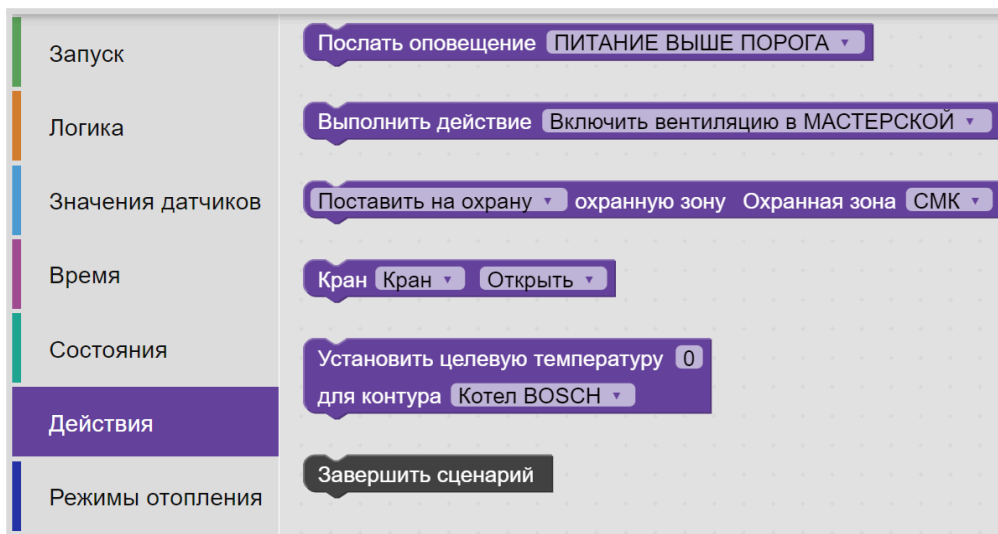 Запуск
Логика
Значения датчиков
Время
Состояния
Действия
Режимы отопления
Послать оповещение ПИТАНИЕ ВЫШЕ ПОРОГА
Выполнить действие Включить вентиляцию в МАСТЕРСКОЙ
Поставить на охрану охранную зону Охранная зона СМК
Кран Кран Открыть
Установить целевую температуру 0
для контура Котел BOSCH
Завершить сценарий